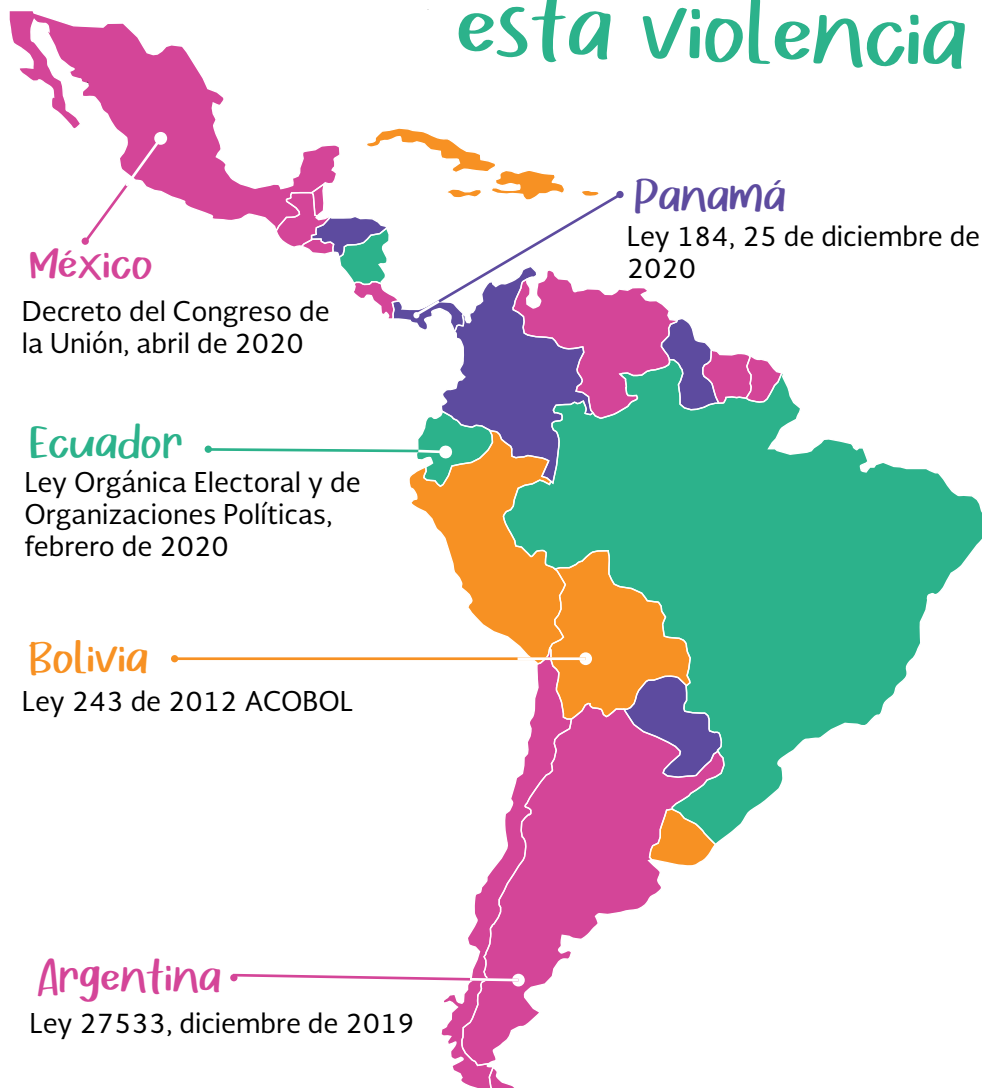 esta violencia
Panamá
Ley 184, 25 de diciembre de
2020
México
Decreto del Congreso de
la Unión, abril de 2020
Ecuador
Ley Orgánica Electoral y de
Organizaciones Políticas,
febrero de 2020
Bolivia
Ley 243 de 2012 ACOBOL
Argentina
Ley 27533, diciembre de 2019